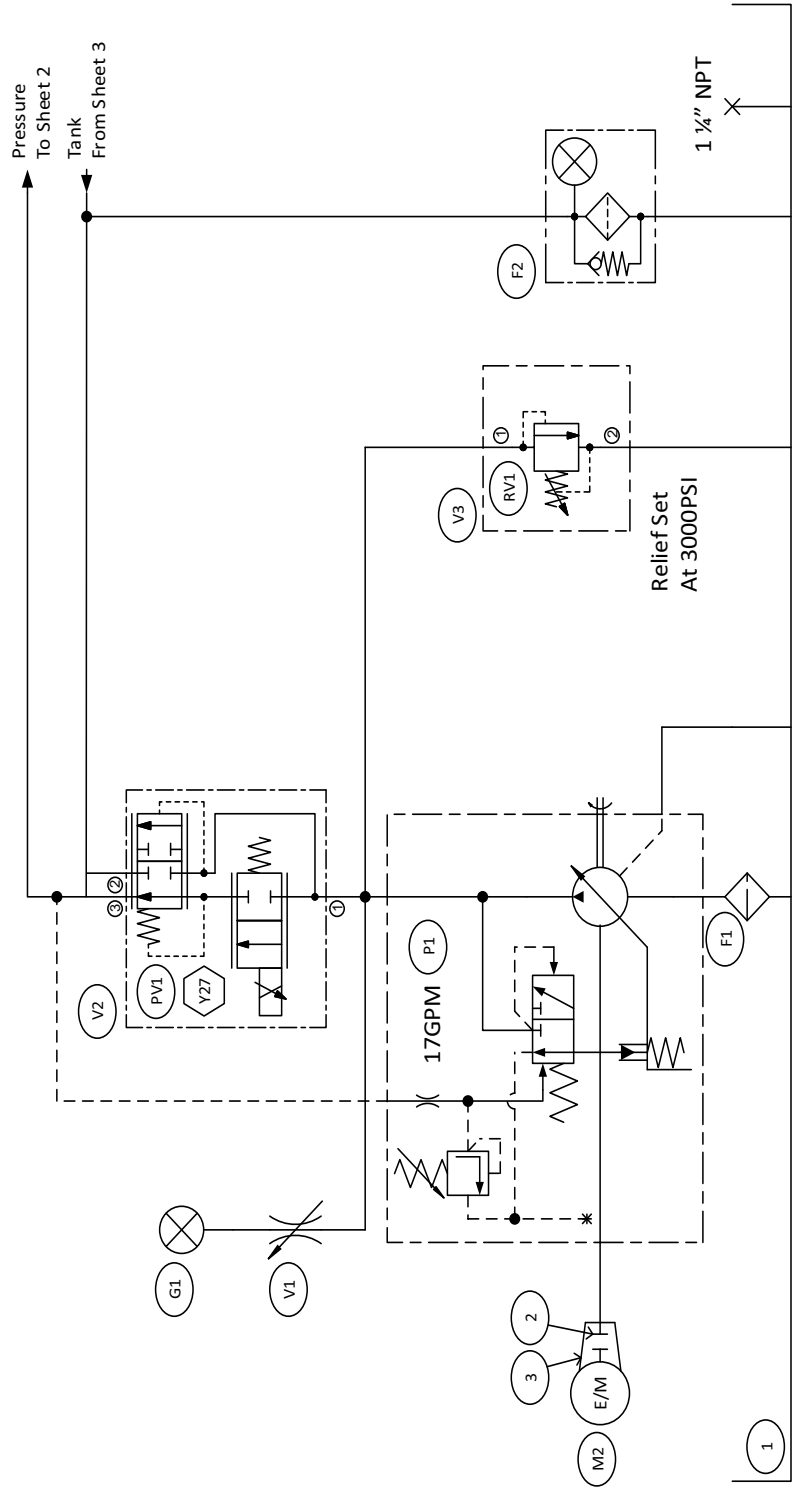 Pressure
To Sheet 2
Tank
From Sheet 3
1 ¼” NPT
F2
V3
RV1
1
2
Relief Set
At 3000PSI
V2
PV1
Y27
3
2
1
17GPM
P1
F1
G1
V1
3
2
E/M
M2
1